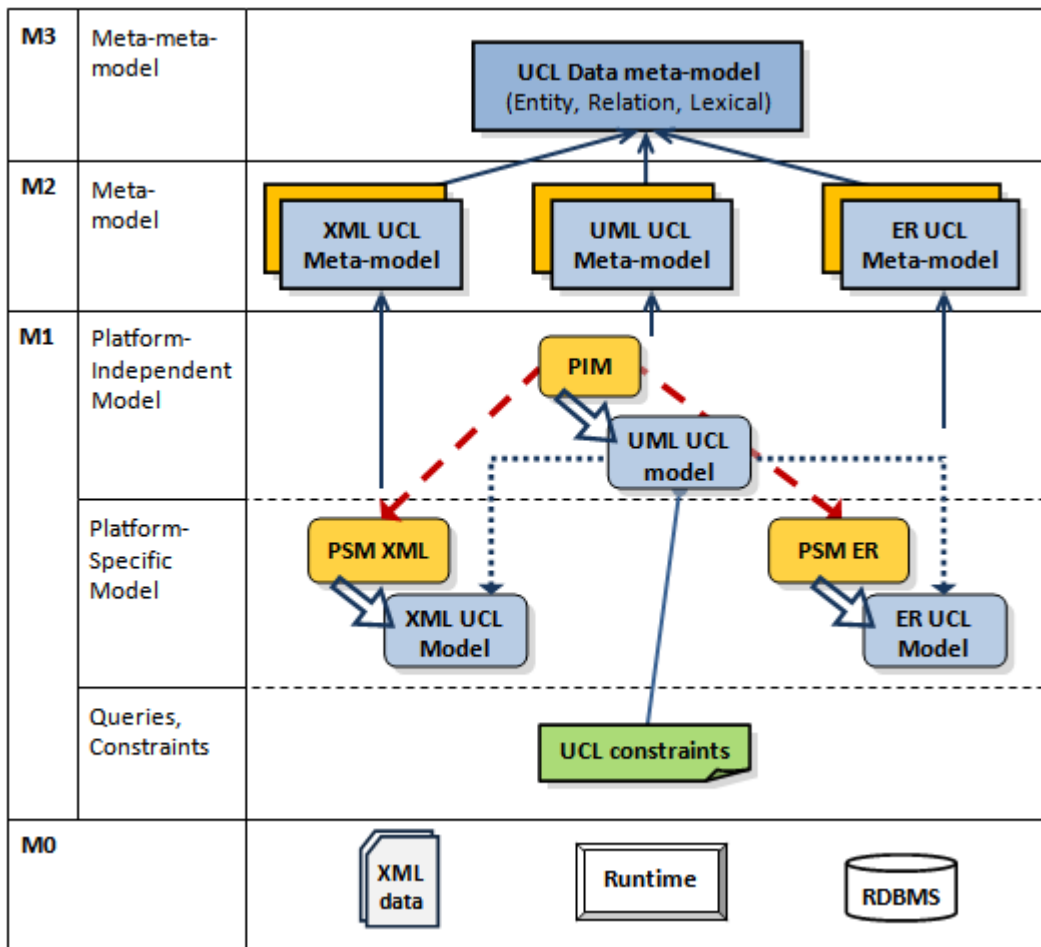 M3
Meta-meta-
model
UCL Data meta-model
(Entity, Relation, Lexical)
M2
Meta-
model
XML UCL
Meta-model
UML UCL
Meta-model
ER UCL
Meta-model
M1
Platform-
Independent
Model
PIM
UML UCL
model
Platform-
Specific
Model
PSM XML
XML UCL
Model
PSM ER
ER UCL
Model
Queries,
Constraints
UCL constraints
M0
XML
data
Runtime
RDBMS